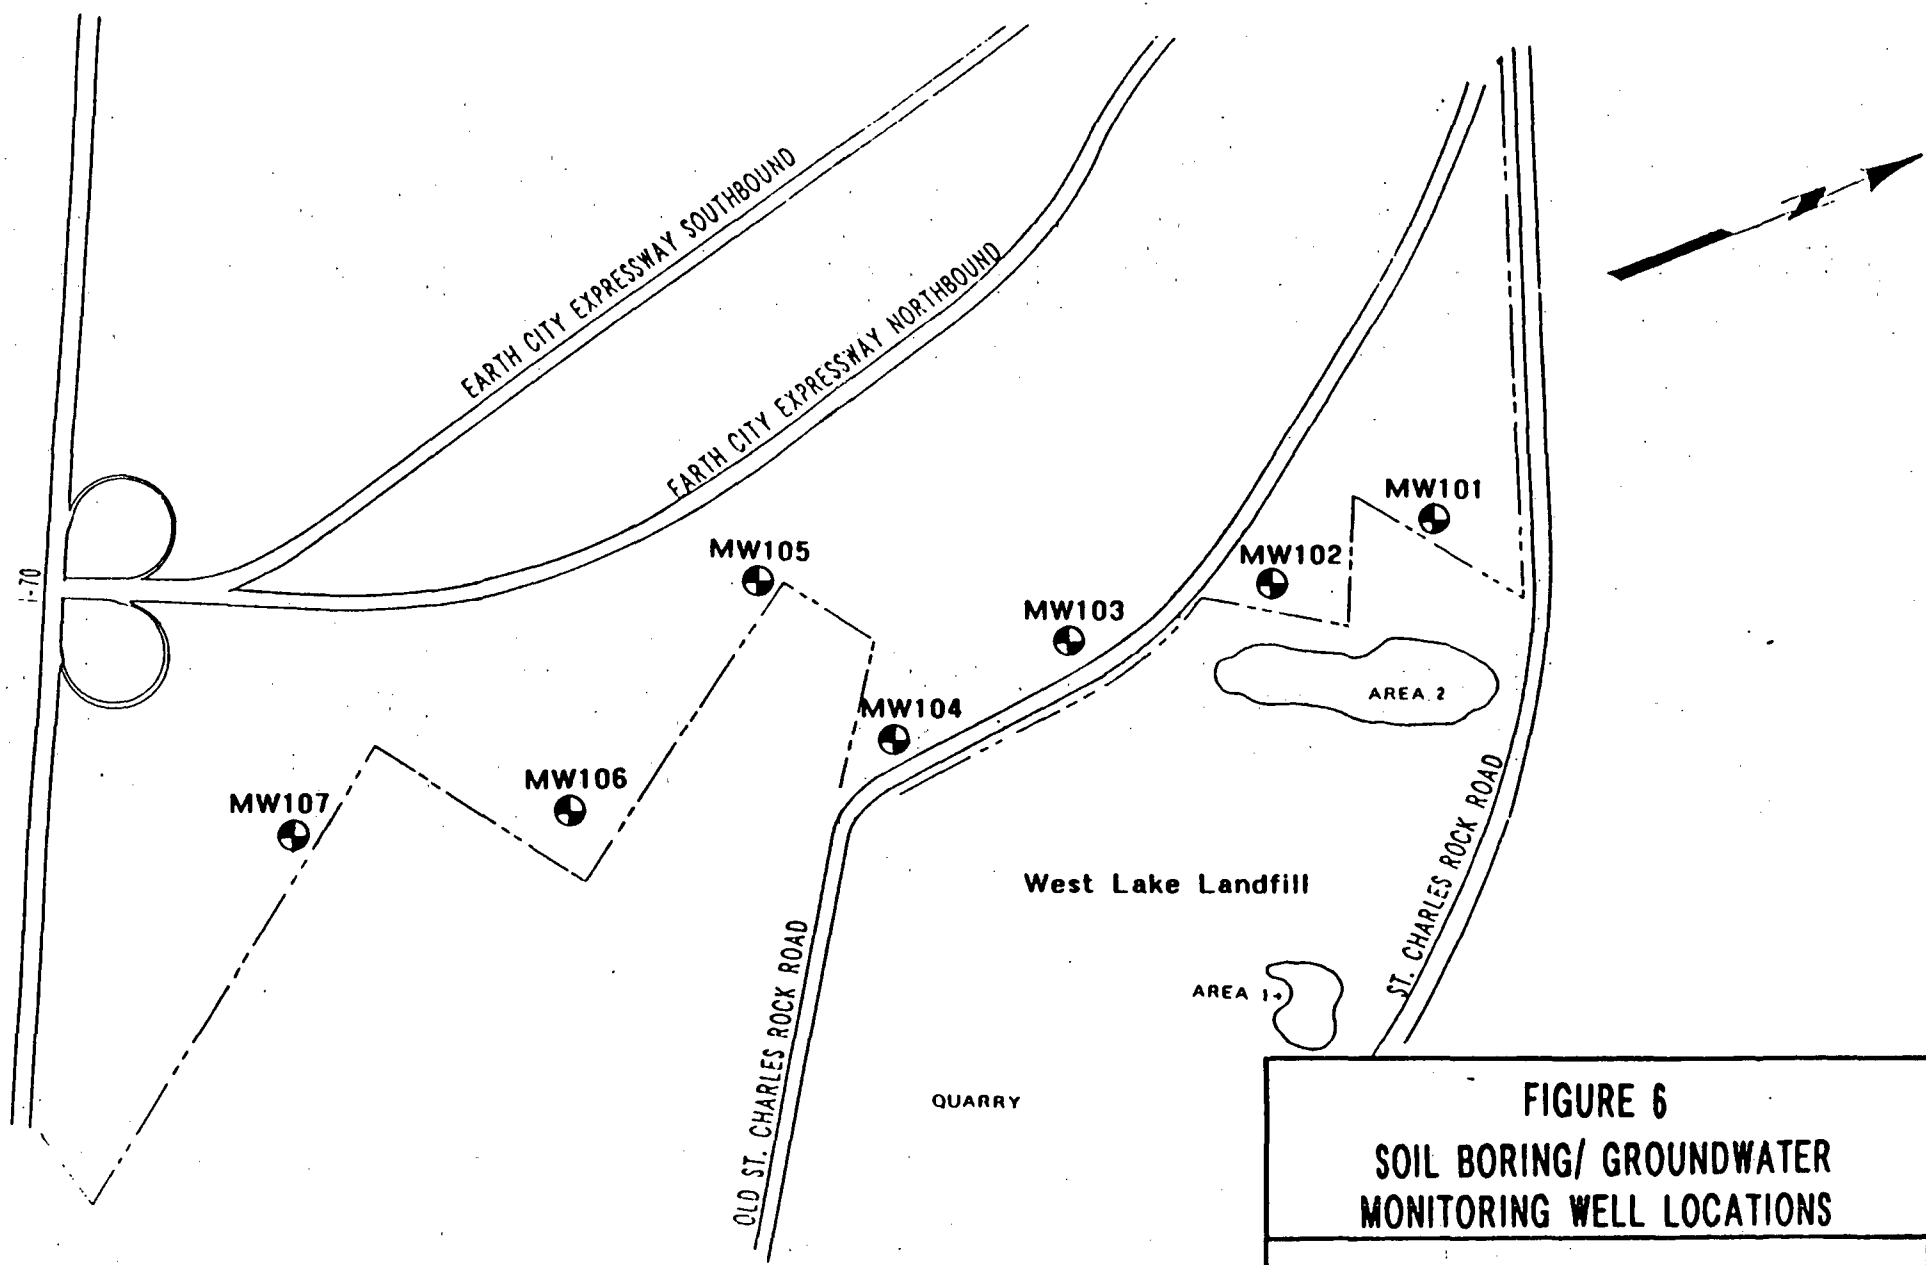 EARTH CITY EXPRESSWAY SOUTHBOUND
EARTH CITY EXPRESSWAY NORTHBOUND
I-70
MW101
MW102
MW105
MW103
MW104
MW106
MW107
AREA 2
West Lake Landfill
ST. CHARLES ROCK ROAD
OLD ST. CHARLES ROCK ROAD
AREA 1
QUARRY
FIGURE 6
SOIL BORING/ GROUNDWATER
MONITORING WELL LOCATIONS